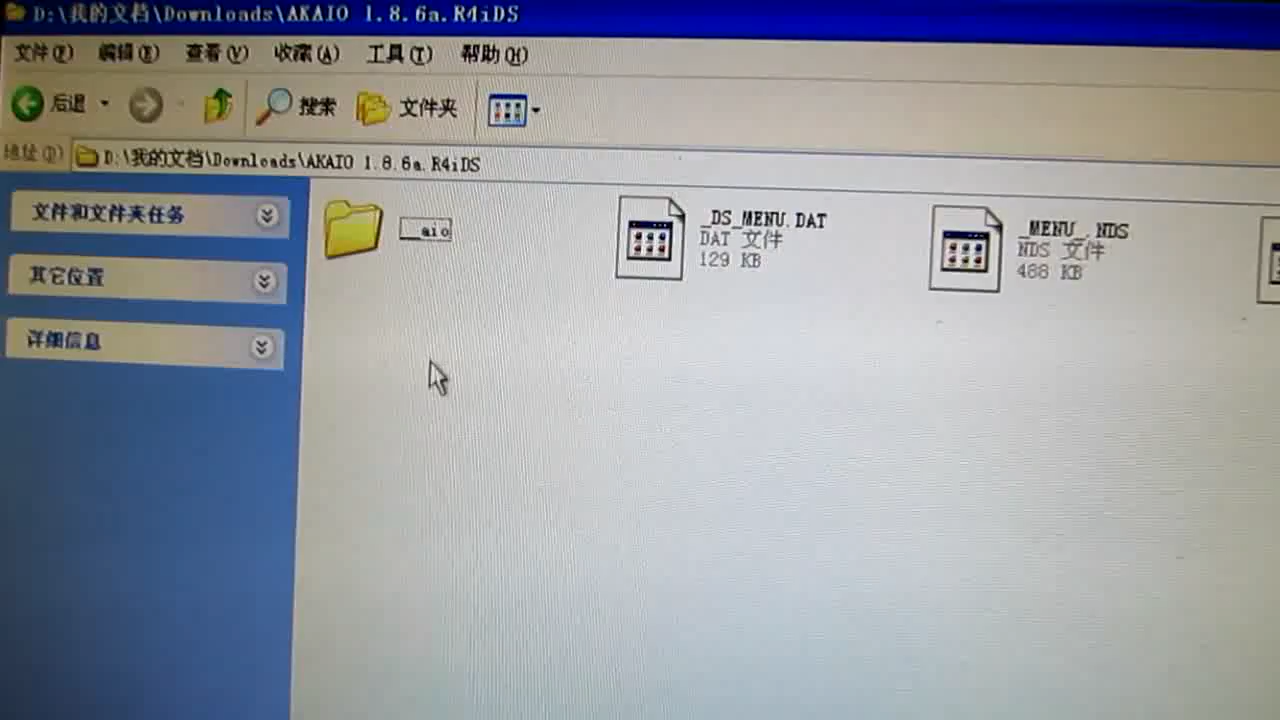 D:\我的文档\Downloads\AKAIO 1.8.6a.R4iDS
文件(F) 编辑(E) 查看(V) 收藏(A) 工具(T) 帮助(H)
后退 搜索 文件夹
地址(D) D:\我的文档\Downloads\AKAIO 1.8.6a.R4iDS
文件和文件夹任务
其它位置
详细信息
__aio
_DS_MENU.DAT
DAT 文件
129 KB
_MENU_.NDS
NDS 文件
488 KB